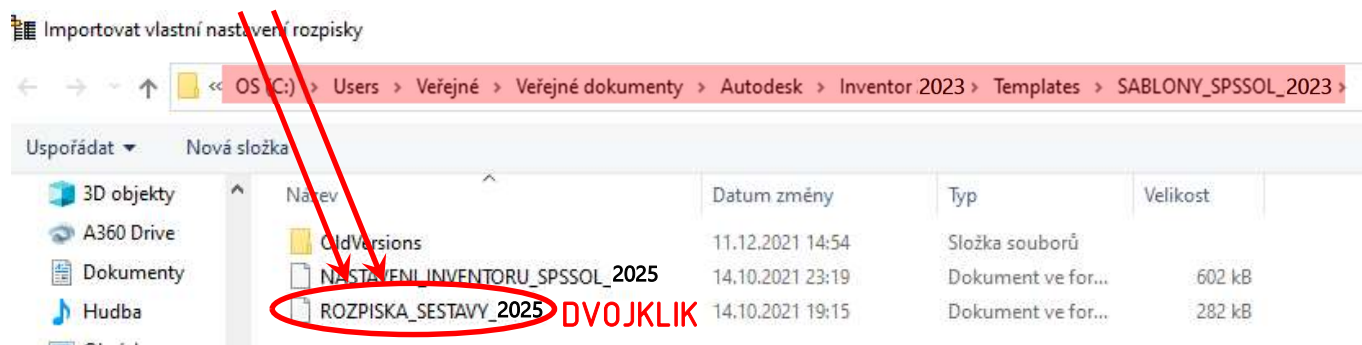 Importovat vlastní nastavení rozpisky
« OS (C:) > Users > Veřejné > Veřejné dokumenty > Autodesk > Inventor 2023 > Templates > SABLONY_SPSSOL_2023 >
Uspořádat Nová složka
3D objekty Název Datum změny Typ Velikost
A360 Drive OldVersions 11.12.2021 14:54 Složka souborů
Dokumenty NASTAVENI_INVENTORU_SPSSOL_2025 14.10.2021 23:19 Dokument ve for... 602 kB
Hudba ROZPISKA_SESTAVY_2025 DVOJKLIK 14.10.2021 19:15 Dokument ve for... 282 kB